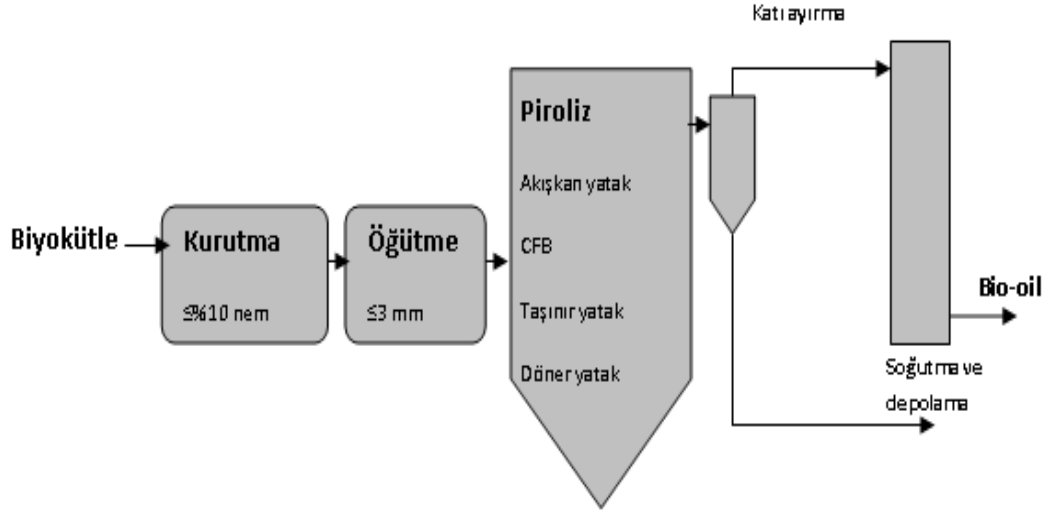 Katı ayırma
Piroliz
Akışkan yatak
CFB
Taşınır yatak
Döner yatak
Biyokütle
Kurutma
≤%10 nem
Öğütme
≤3 mm
Bio-oil
Soğutma ve
depolama